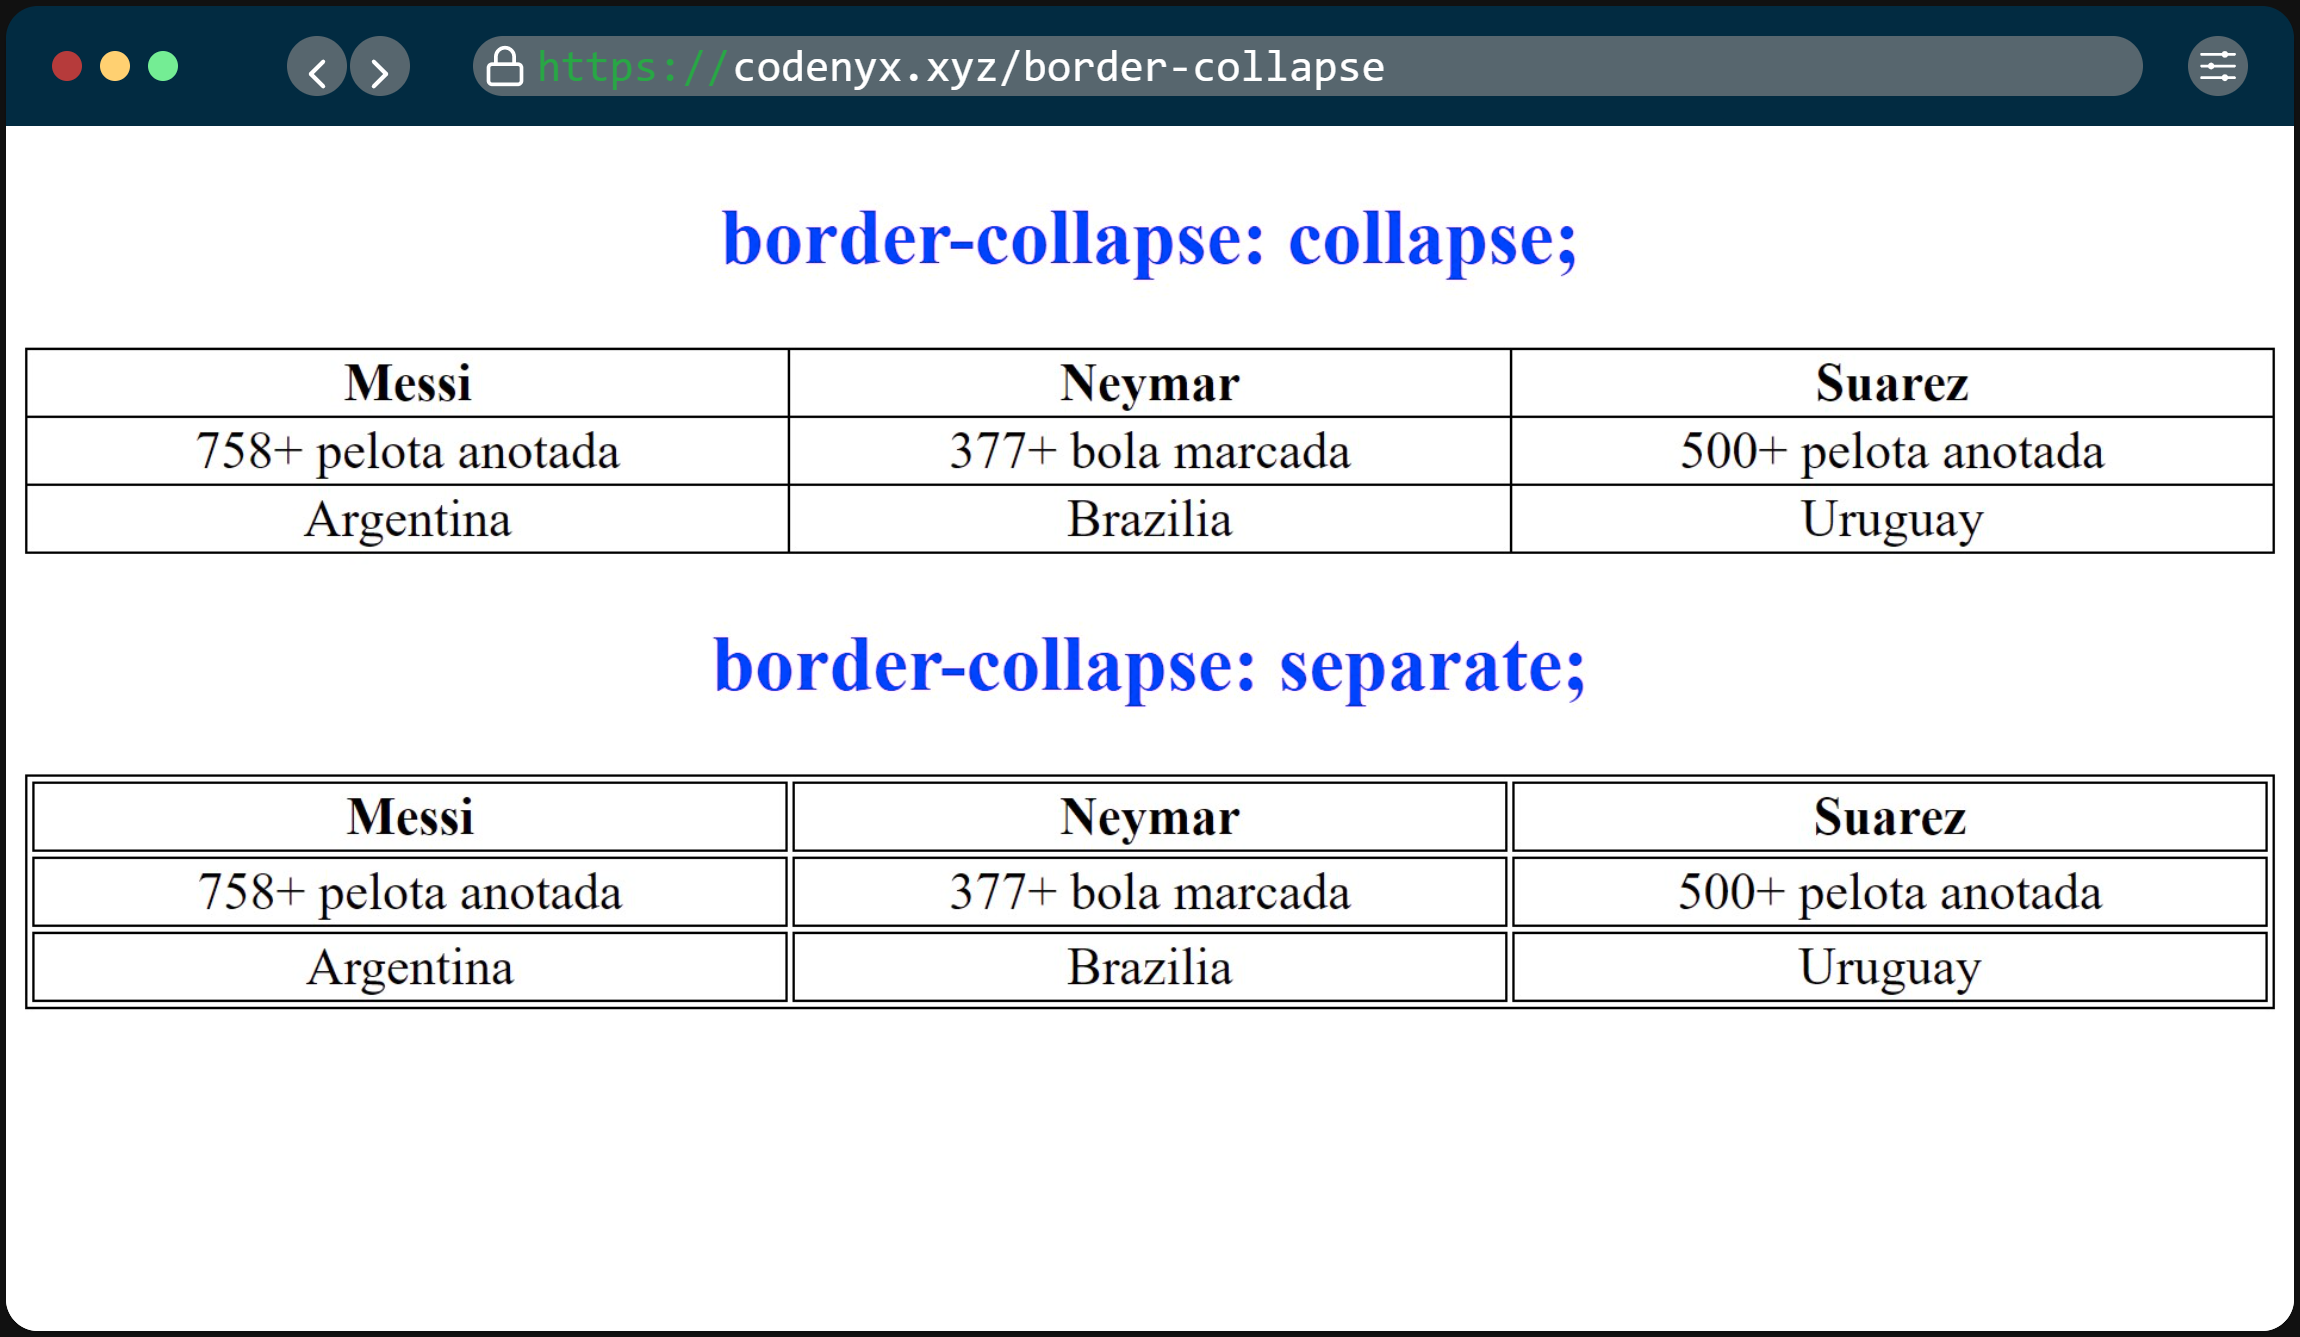 https://codenyx.xyz/border-collapse
border-collapse: collapse;
Messi Neymar Suarez
758+ pelota anotada 377+ bola marcada 500+ pelota anotada
Argentina Brazilia Uruguay
border-collapse: separate;
Messi Neymar Suarez
758+ pelota anotada 377+ bola marcada 500+ pelota anotada
Argentina Brazilia Uruguay